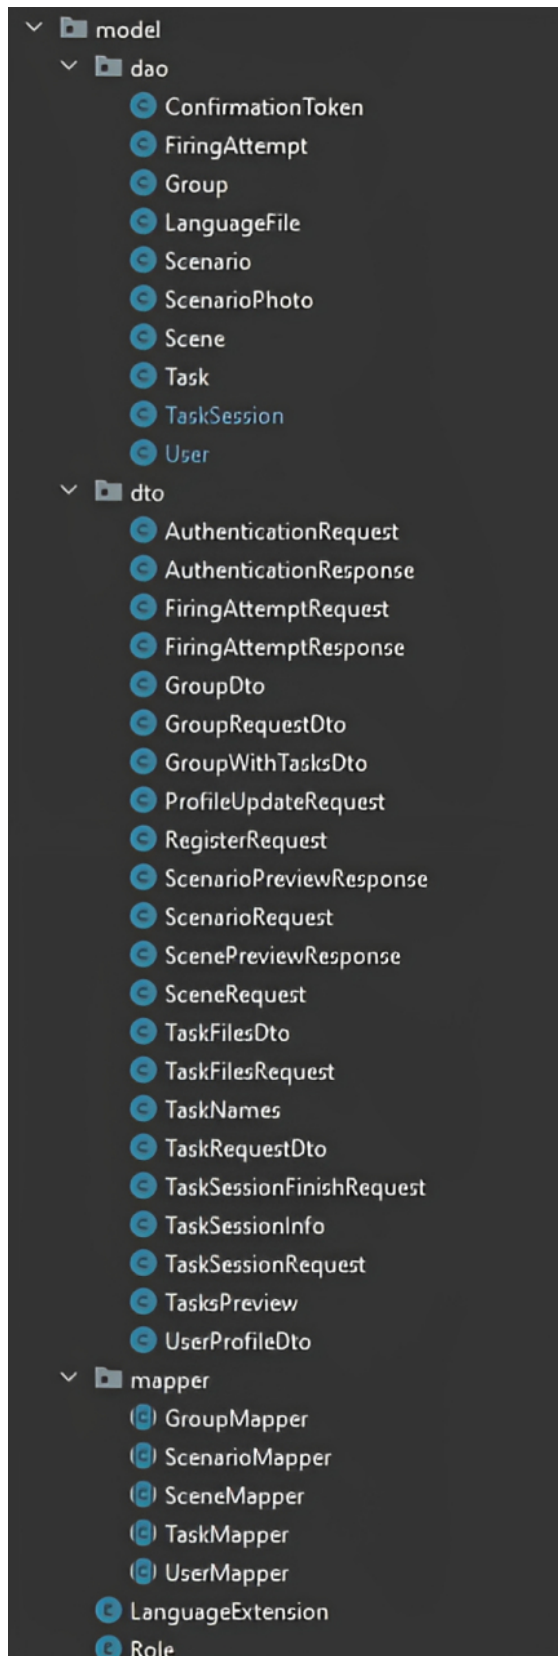 model
dao
ConfirmationToken
FiringAttempt
Group
LanguageFile
Scenario
ScenarioPhoto
Scene
Task
TaskSession
User
dto
AuthenticationRequest
AuthenticationResponse
FiringAttemptRequest
FiringAttemptResponse
GroupDto
GroupRequestDto
GroupWithTasksDto
ProfileUpdateRequest
RegisterRequest
ScenarioPreviewResponse
ScenarioRequest
ScenePreviewResponse
SceneRequest
TaskFilesDto
TaskFilesRequest
TaskNames
TaskRequestDto
TaskSessionFinishRequest
TaskSessionInfo
TaskSessionRequest
TasksPreview
UserProfileDto
mapper
GroupMapper
ScenarioMapper
SceneMapper
TaskMapper
UserMapper
LanguageExtension
Role